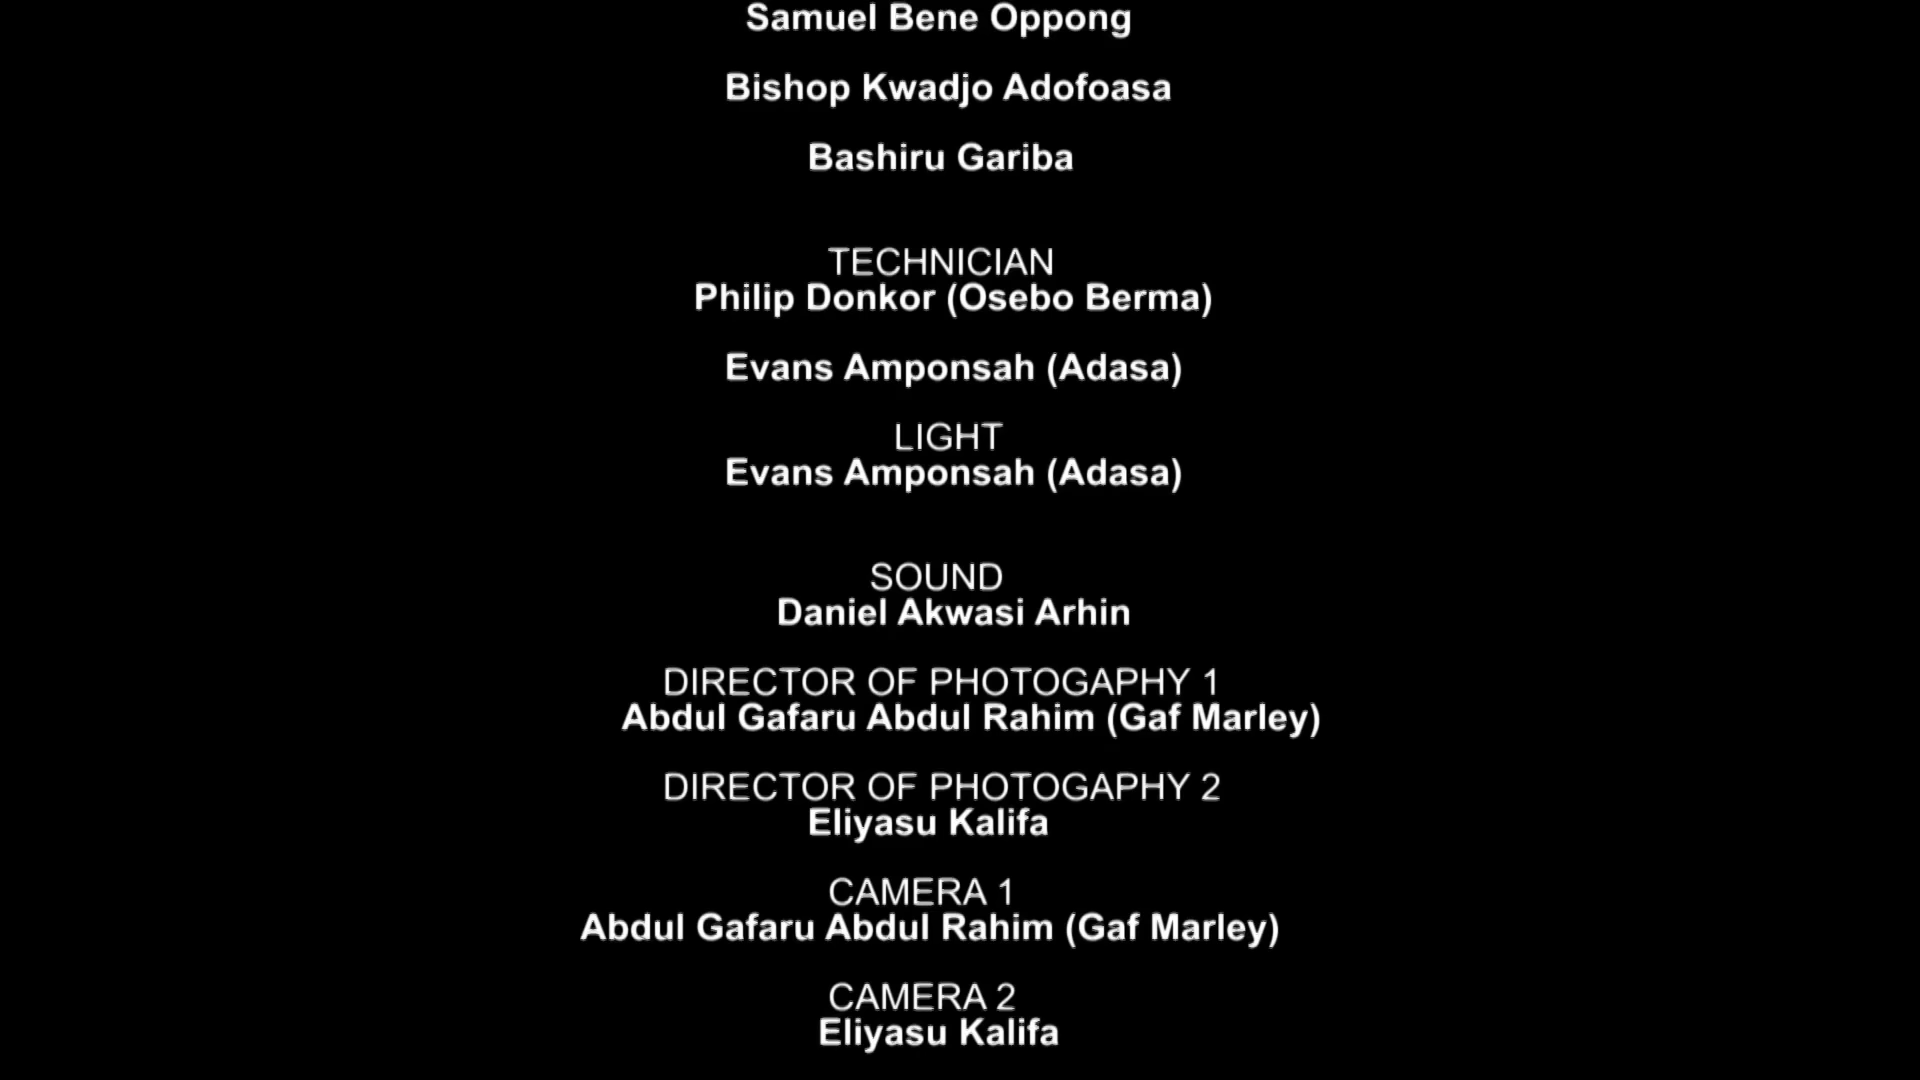 Samuel Bene Oppong
Bishop Kwadjo Adofoasa
Bashiru Gariba
TECHNICIAN
Philip Donkor (Osebo Berma)
Evans Amponsah (Adasa)
LIGHT
Evans Amponsah (Adasa)
SOUND
Daniel Akwasi Arhin
DIRECTOR OF PHOTOGAPHY 1
Abdul Gafaru Abdul Rahim (Gaf Marley)
DIRECTOR OF PHOTOGAPHY 2
Eliyasu Kalifa
CAMERA 1
Abdul Gafaru Abdul Rahim (Gaf Marley)
CAMERA 2
Eliyasu Kalifa